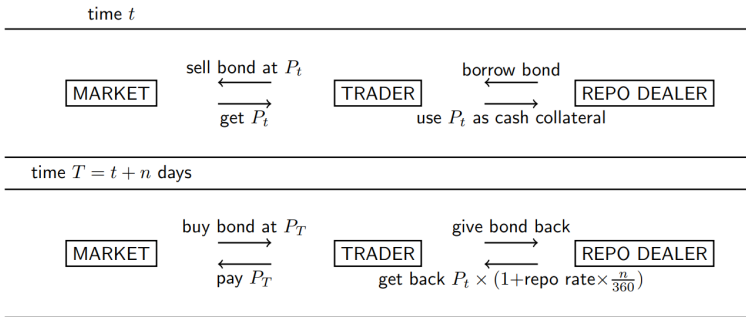 time t
sell bond at P_t
borrow bond
MARKET
TRADER
REPO DEALER
get P_t
use P_t as cash collateral
time T = t + n days
buy bond at P_T
give bond back
MARKET
TRADER
REPO DEALER
pay P_T
get back P_t × (1+repo rate× n/360)